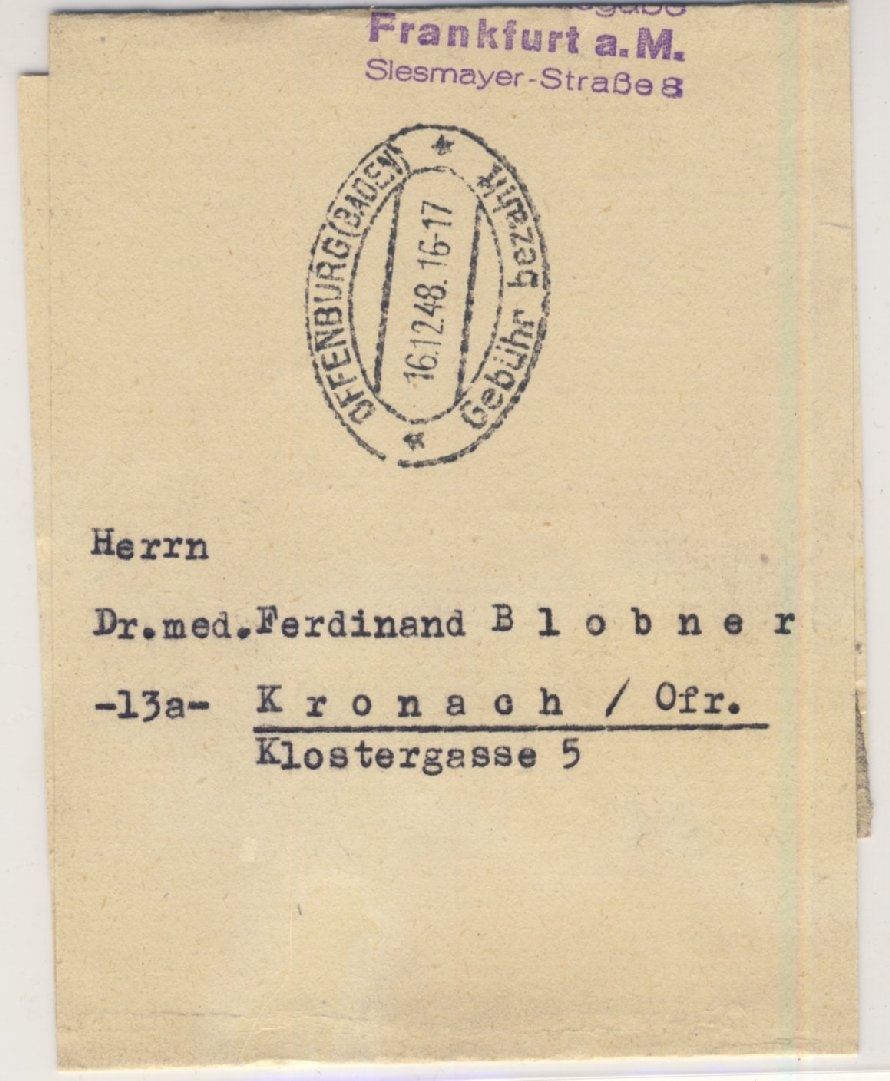 Frankfurt a.M.
Siesmayer-Straße 8
OFFENBURG (BADEN)
16.12.48. 16-17
Gebühr bezahlt
Herrn
Dr.med.Ferdinand B l o b n e r
-13a- K r o n a c h / Ofr.
Klostergasse 5